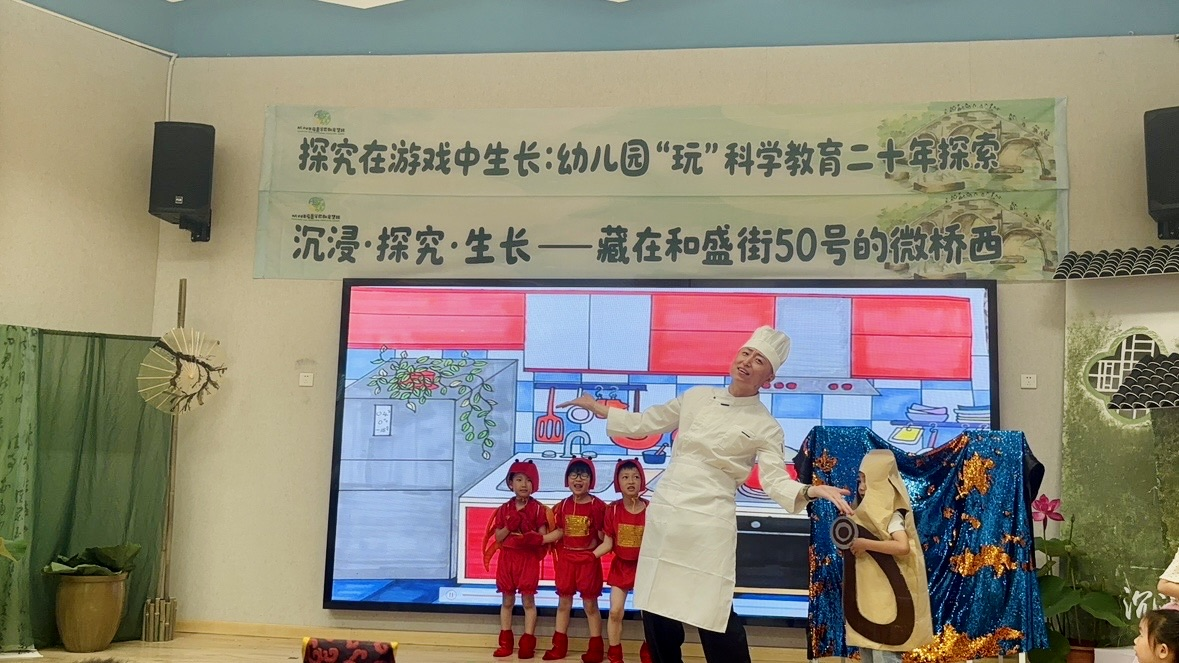 探究在游戏中生长:幼儿园“玩”科学教育二十年探索
沉浸·探究·生长——藏在和盛街50号的微桥西
沉